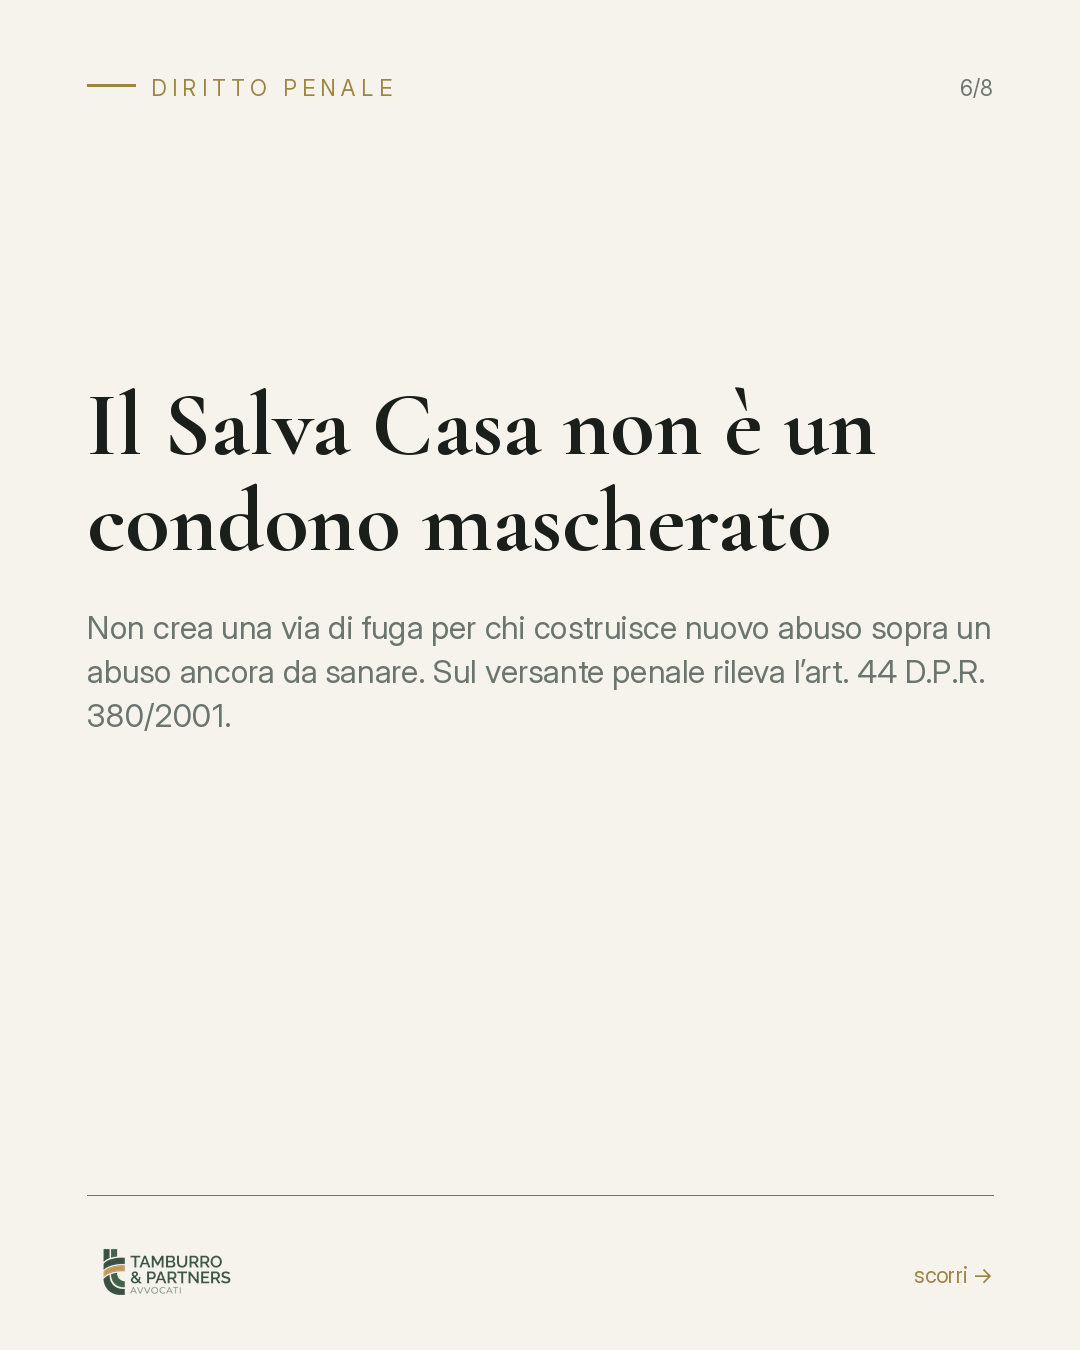 DIRITTO PENALE
6/8
Il Salva Casa non è un
condono mascherato
Non crea una via di fuga per chi costruisce nuovo abuso sopra un
abuso ancora da sanare. Sul versante penale rileva l’art. 44 D.P.R.
380/2001.
TAMBURRO
& PARTNERS
AVVOCATI
scorri →